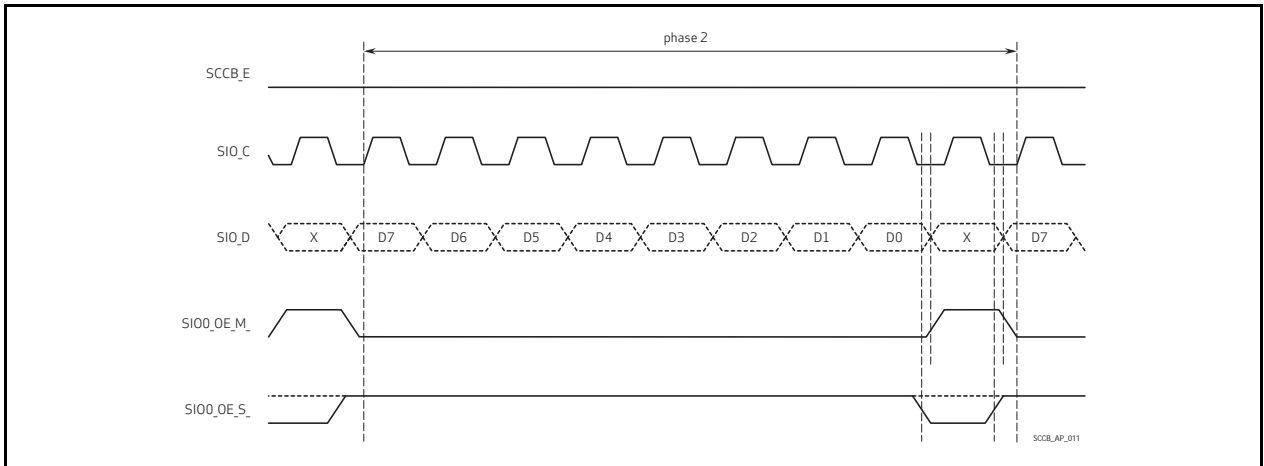 phase 2
SCCB_E
SIO_C
SIO_D
X D7 D6 D5 D4 D3 D2 D1 D0 X D7
SIO0_OE_M_
SIO0_OE_S_
SCCB_AP_011